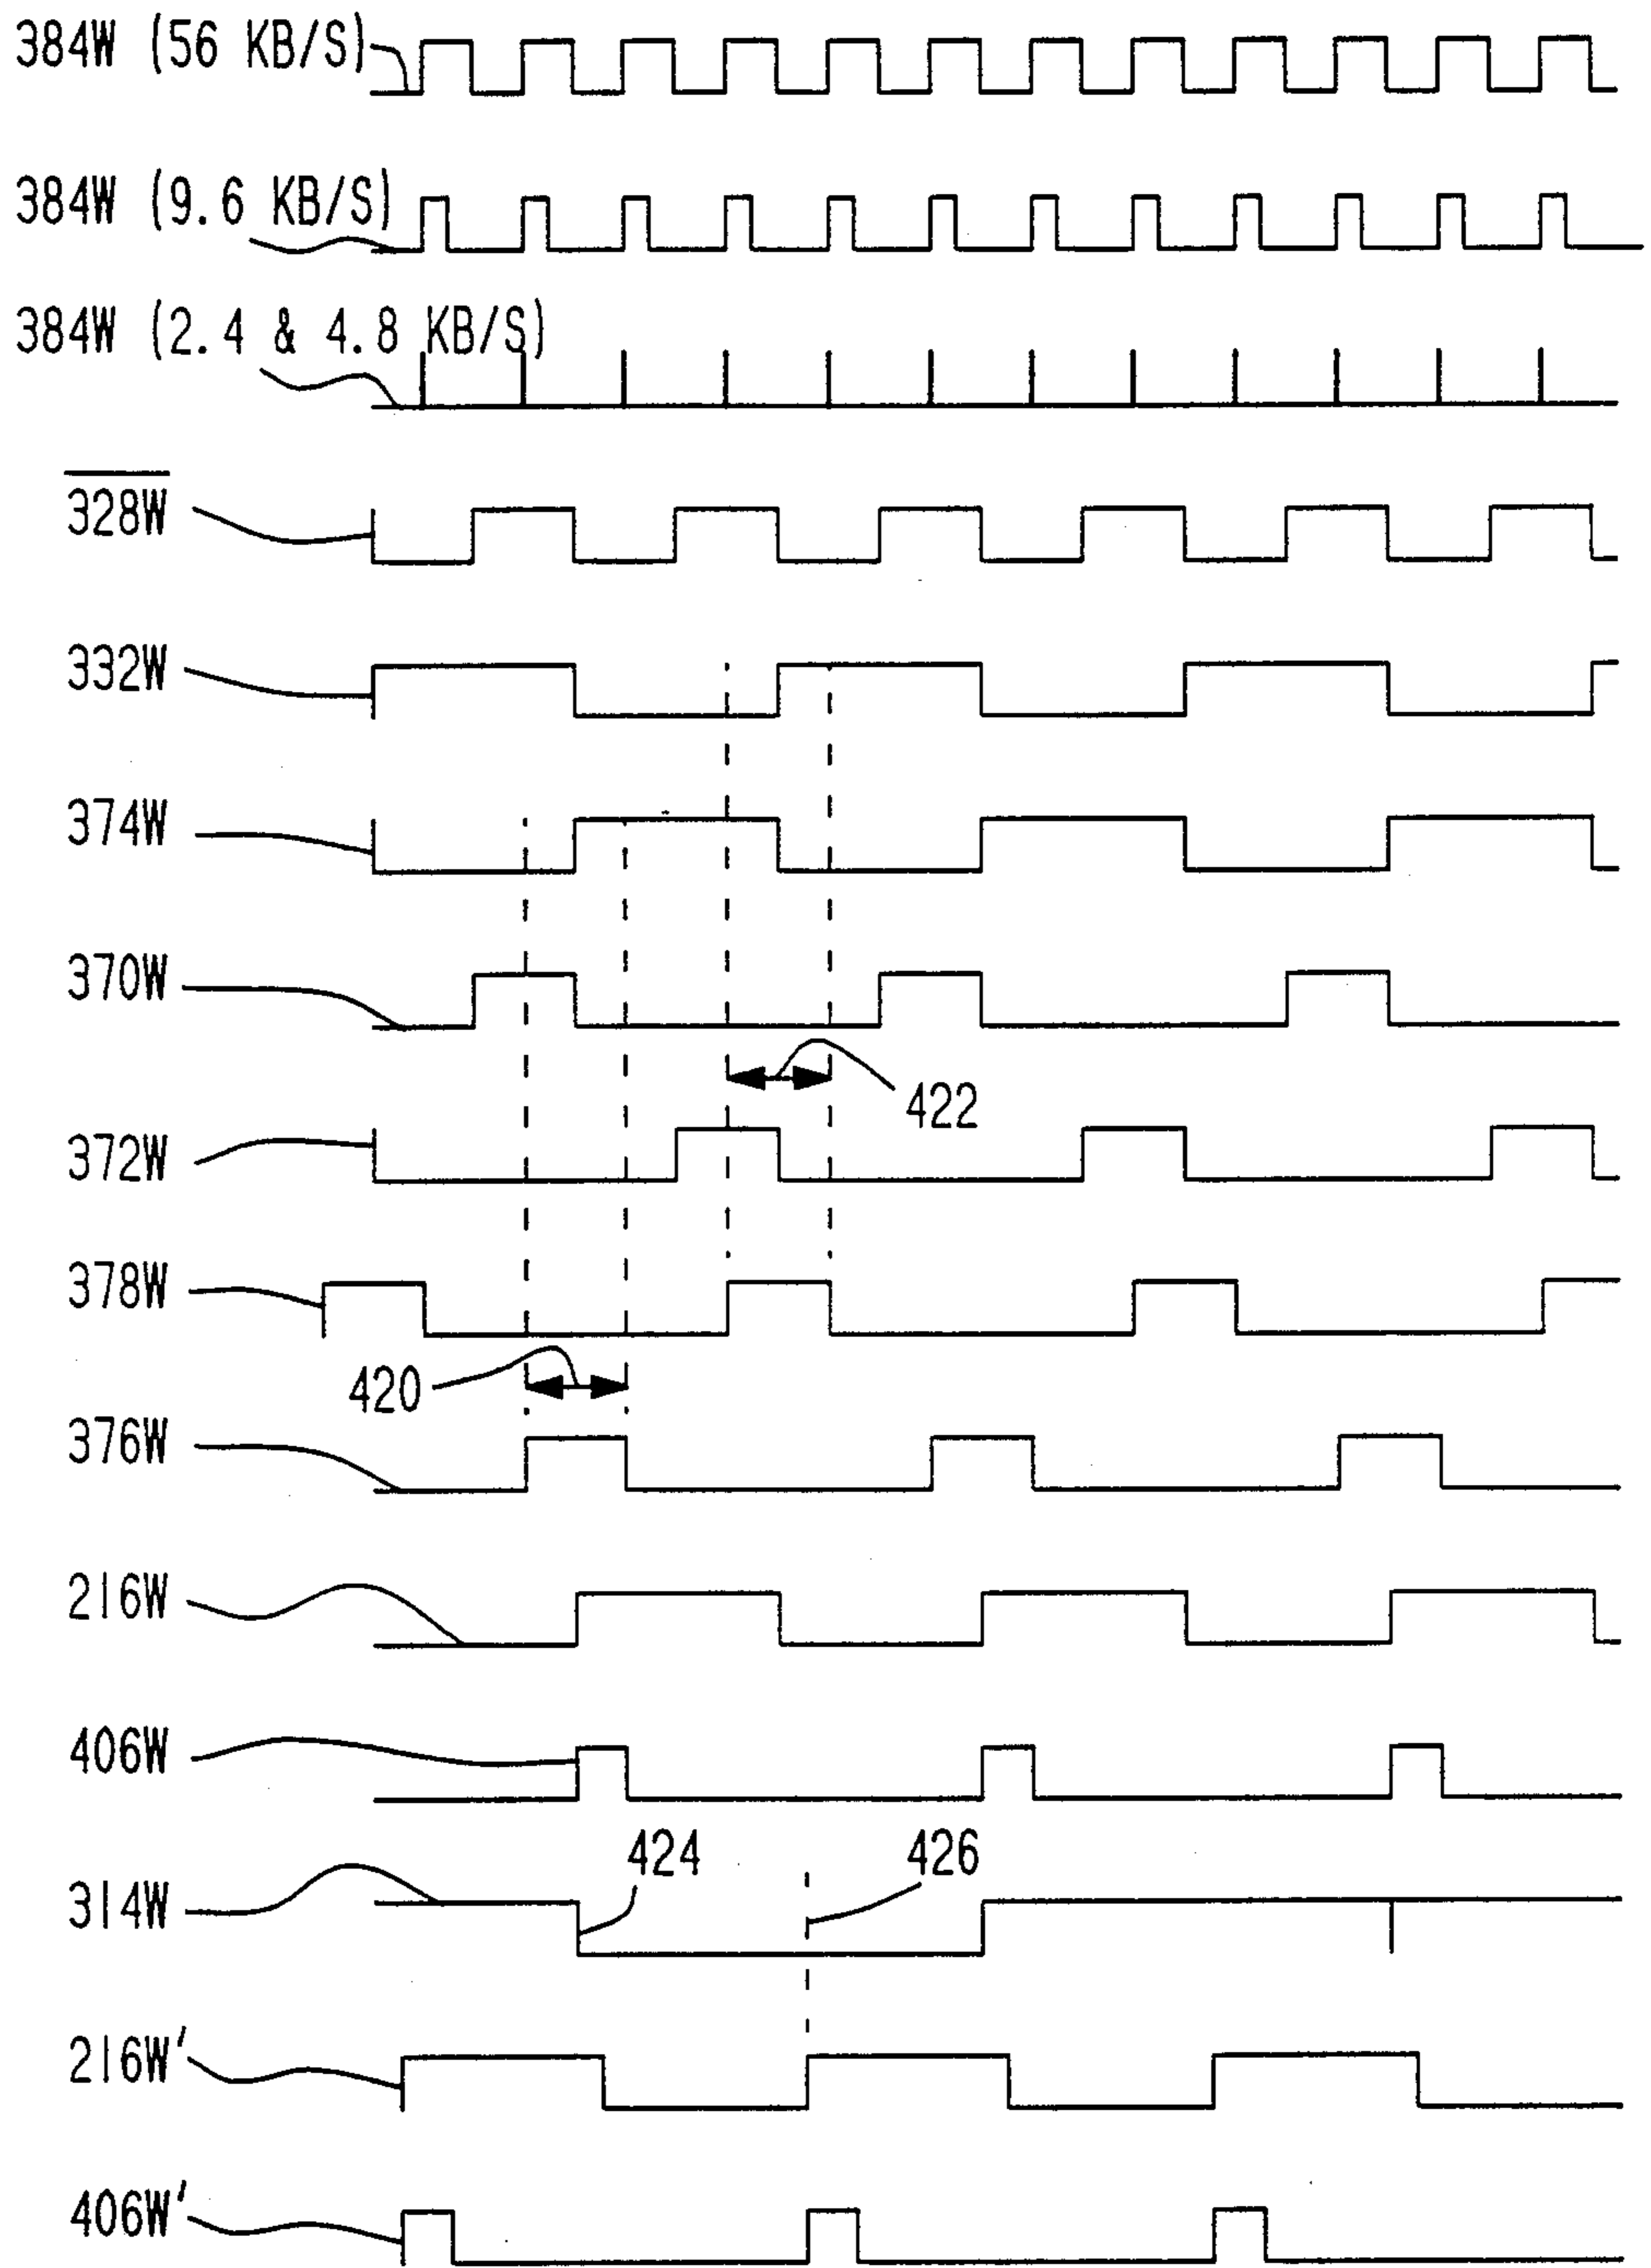 384W (56 KB/S)
384W (9.6 KB/S)
384W (2.4 & 4.8 KB/S)
328W
332W
374W
370W
422
372W
378W
420
376W
216W
406W
424 426
314W
216W'
406W'